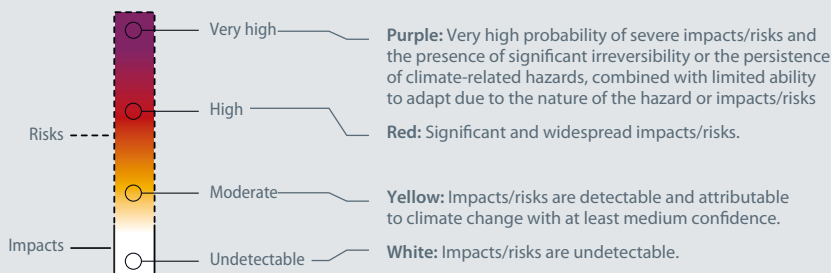 Very high
Purple: Very high probability of severe impacts/risks and
the presence of significant irreversibility or the persistence
of climate-related hazards, combined with limited ability
to adapt due to the nature of the hazard or impacts/risks
High
Red: Significant and widespread impacts/risks.
Risks
Moderate
Yellow: Impacts/risks are detectable and attributable
to climate change with at least medium confidence.
Impacts
Undetectable
White: Impacts/risks are undetectable.